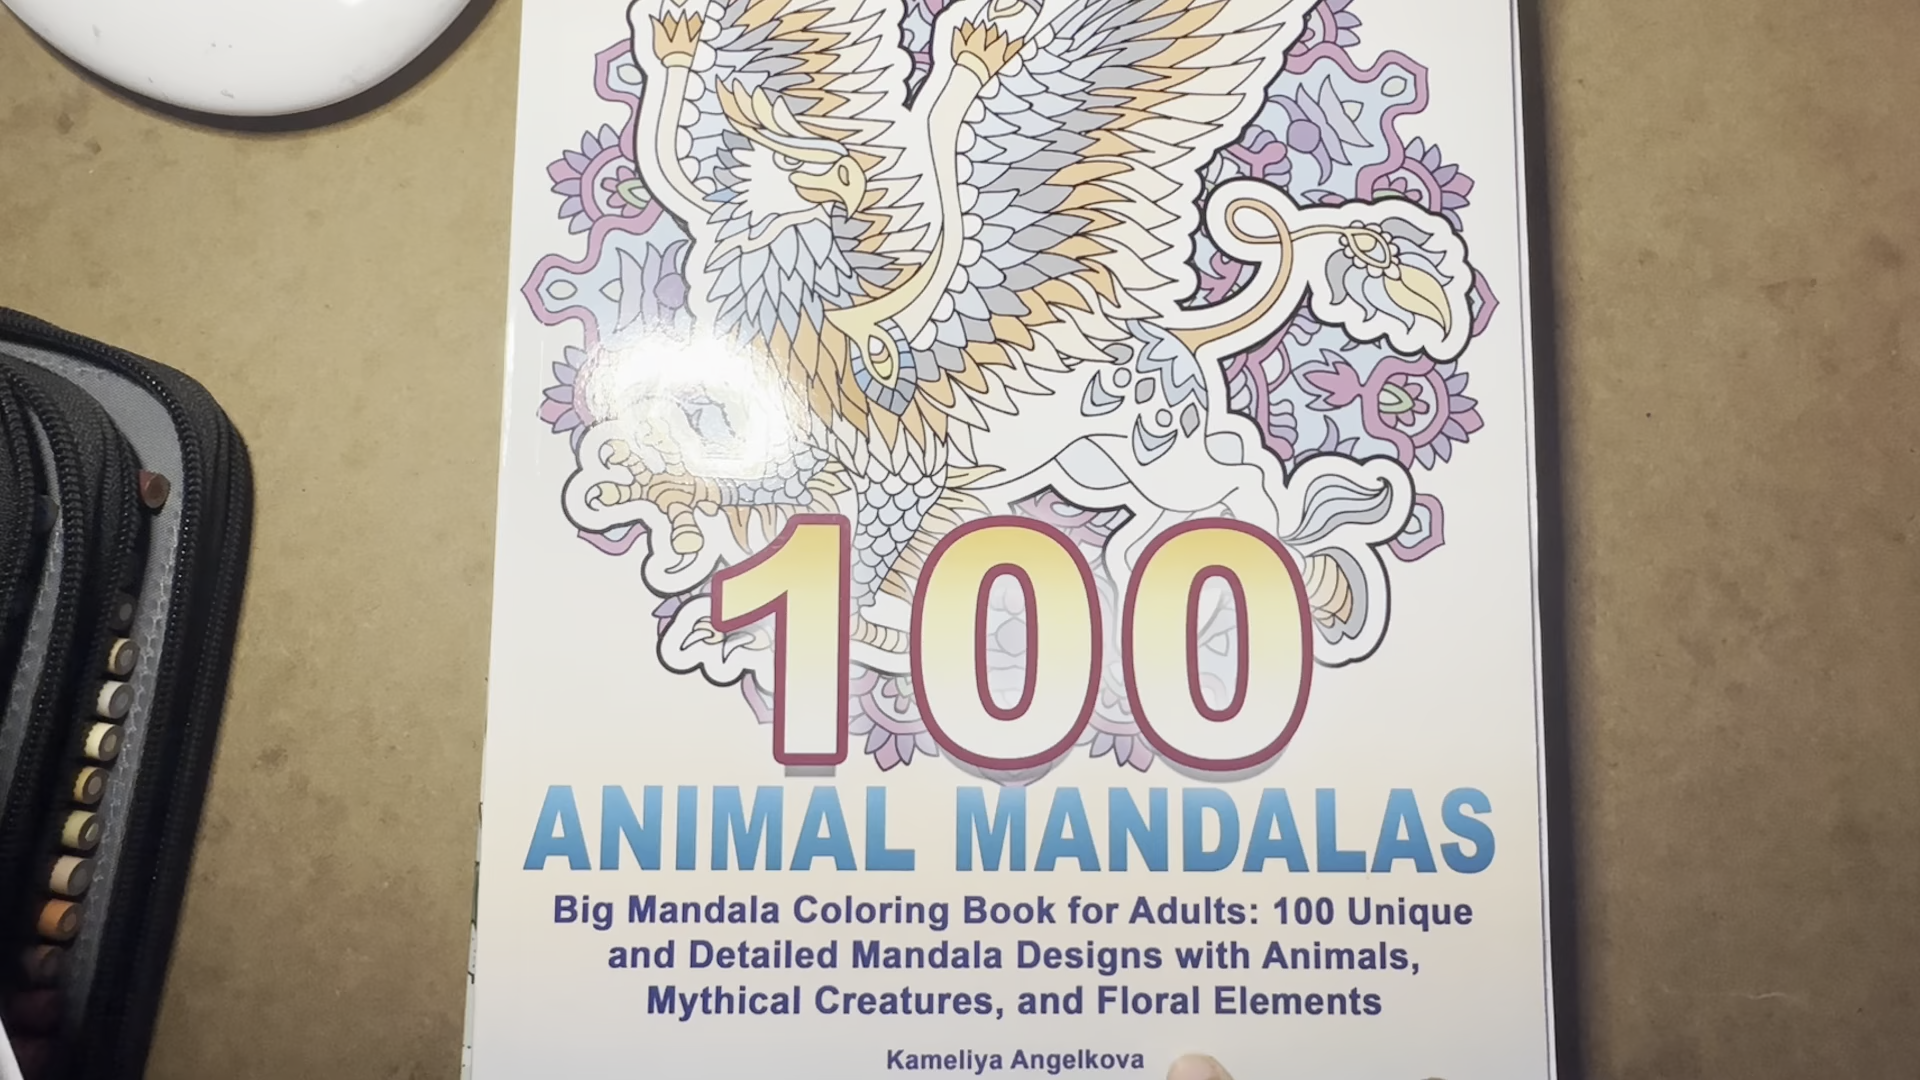 100
ANIMAL MANDALAS
Big Mandala Coloring Book for Adults: 100 Unique
and Detailed Mandala Designs with Animals,
Mythical Creatures, and Floral Elements
Kameliya Angelkova